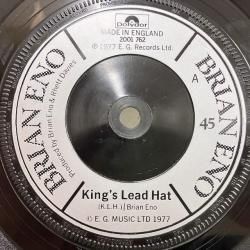 Polydor
MADE IN ENGLAND
2001 762
℗ 1977 E. G. Records Ltd.
BRIAN ENO
Produced by Brian Eno & Rhett Davies
A
45
BRIAN ENO
King's Lead Hat
(K.L.H.) / Brian Eno
© E. G. MUSIC LTD 1977